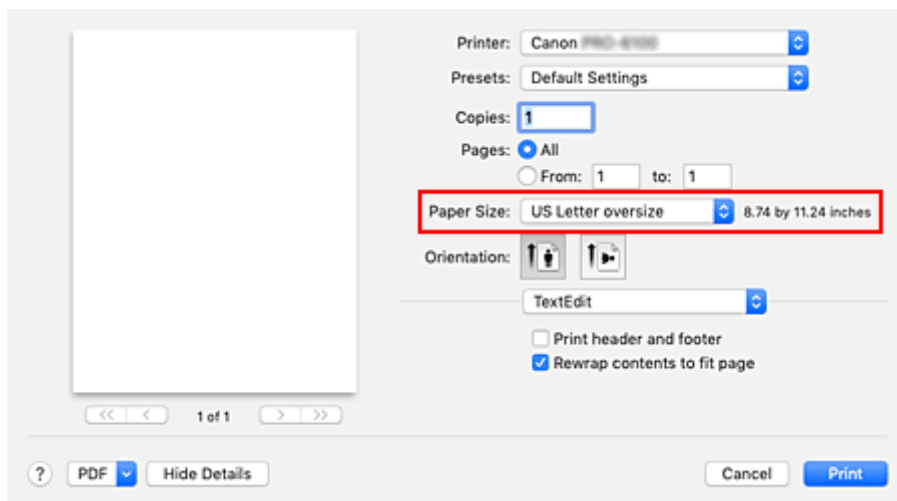 Printer: Canon
Presets: Default Settings
Copies: 1
Pages: All
From: 1 to: 1
Paper Size: US Letter oversize 8.74 by 11.24 inches
Orientation:
TextEdit
Print header and footer
Rewrap contents to fit page
<< < 1 of 1 > >>
? PDF Hide Details Cancel Print